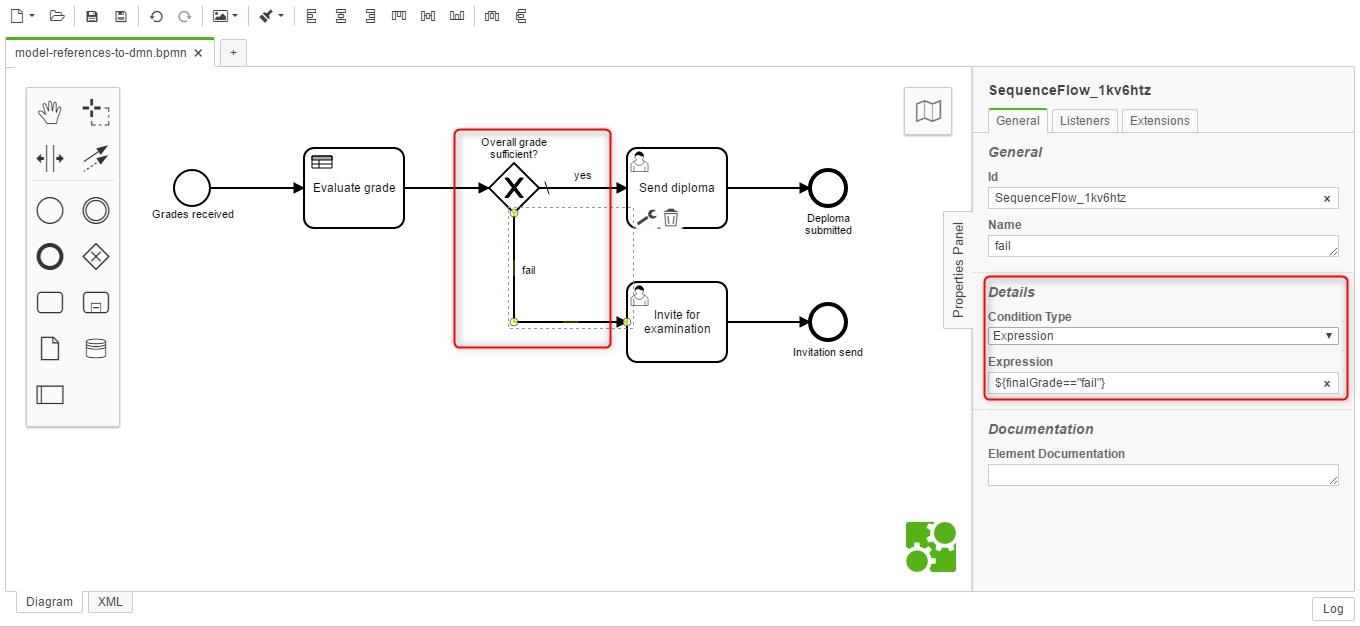 model-references-to-dmn.bpmn ×
+
Overall grade
sufficient?
yes
Evaluate grade
Send diploma
Grades received
Deploma
submitted
fail
Invite for
examination
Invitation send
Properties Panel
SequenceFlow_1kv6htz
General Listeners Extensions
General
Id
SequenceFlow_1kv6htz ×
Name
fail
Details
Condition Type
Expression
Expression
${finalGrade=="fail"} ×
Documentation
Element Documentation
Diagram XML
Log